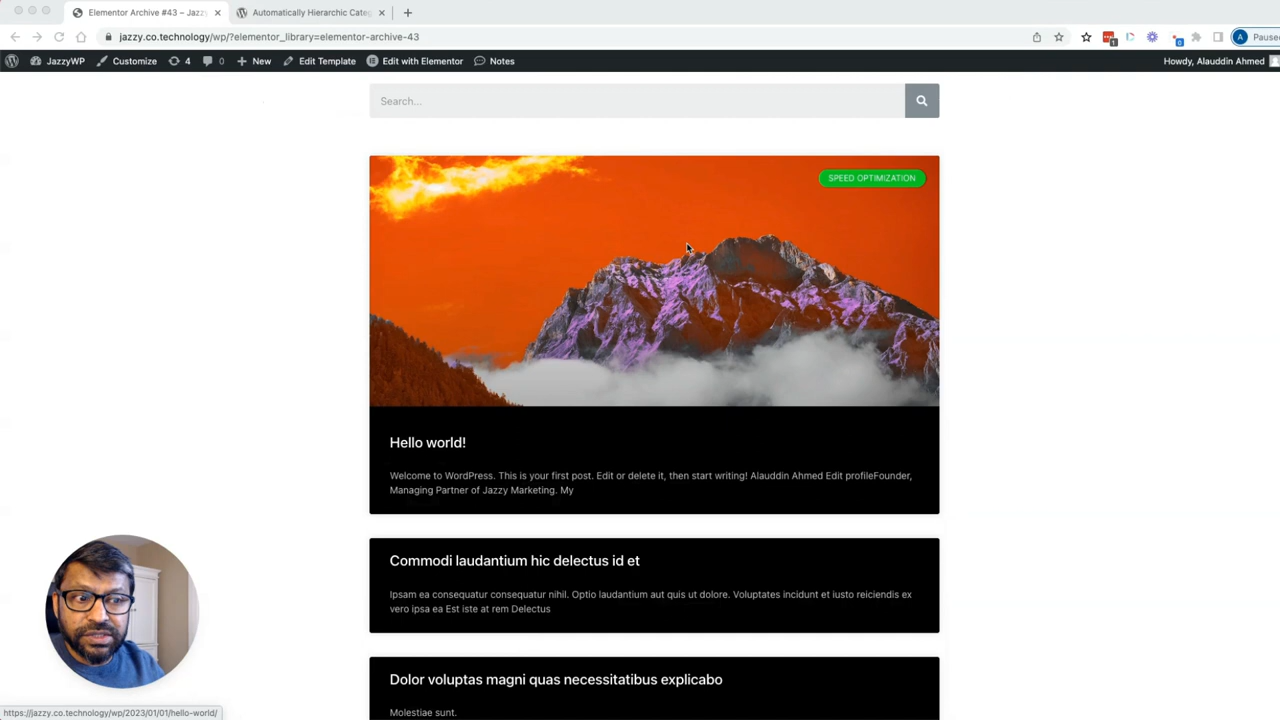 Elementor Archive #43 – Jazzy
Automatically Hierarchic Categ
jazzy.co.technology/wp/?elementor_library=elementor-archive-43
1
6
A
Paused
JazzyWP
Customize
4
0
New
Edit Template
Edit with Elementor
Notes
Howdy, Alauddin Ahmed
Search...
SPEED OPTIMIZATION
Hello world!
Welcome to WordPress. This is your first post. Edit or delete it, then start writing! Alauddin Ahmed Edit profileFounder,
Managing Partner of Jazzy Marketing. My
Commodi laudantium hic delectus id et
Ipsam ea consequatur consequatur nihil. Optio laudantium aut quis ut dolore. Voluptates incidunt et iusto reiciendis ex
vero ipsa ea Est iste at rem Delectus
Dolor voluptas magni quas necessitatibus explicabo
Molestiae sunt.
https://jazzy.co.technology/wp/2023/01/01/hello-world/